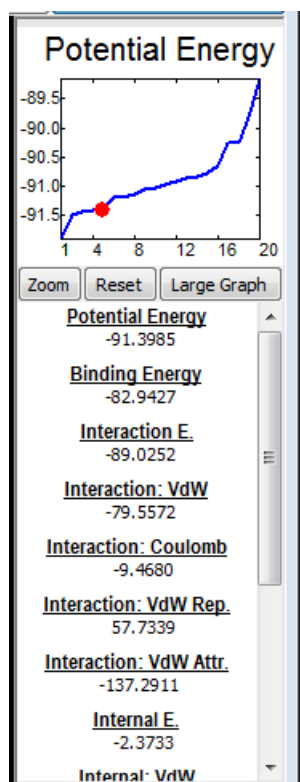 Potential Energy
-89.5
-90.0
-90.5
-91.0
-91.5
1 4 8 12 16 20
Zoom Reset Large Graph
Potential Energy
-91.3985
Binding Energy
-82.9427
Interaction E.
-89.0252
Interaction: VdW
-79.5572
Interaction: Coulomb
-9.4680
Interaction: VdW Rep.
57.7339
Interaction: VdW Attr.
-137.2911
Internal E.
-2.3733
Internal: VdW